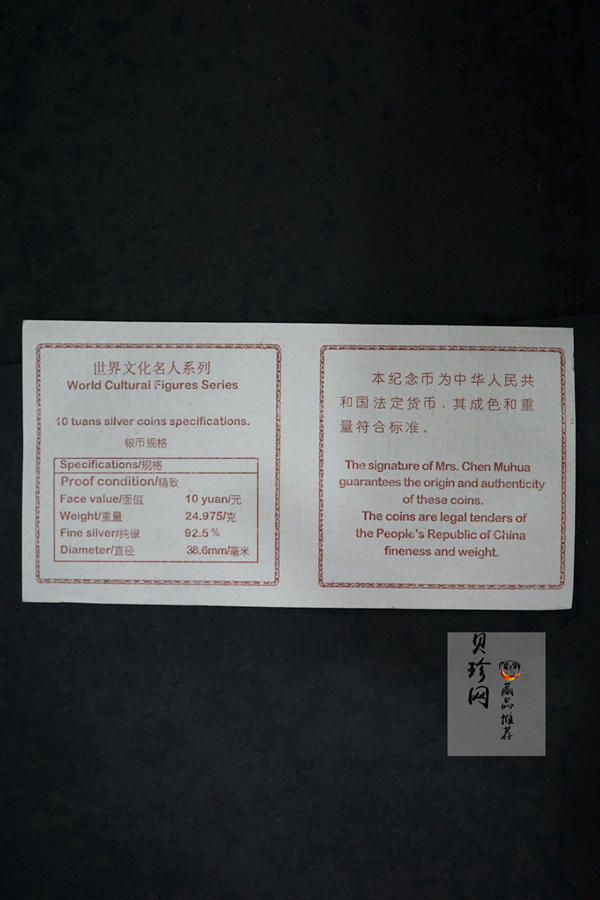 世界文化名人系列
World Cultural Figures Series
10 tuans silver coins specifications.
银币规格
Specifications/规格
Proof condition/精致
Face value/面值 10 yuan/元
Weight/重量 24.975/克
Fine silver/纯银 92.5%
Diameter/直径 38.6mm/毫米
本纪念币为中华人民共
和国法定货币，其成色和重
量符合标准。
The signature of Mrs. Chen Muhua
guarantees the origin and authenticity
of these coins.
The coins are legal tenders of
the People's Republic of China
fineness and weight.
贝珍网
藏品推荐